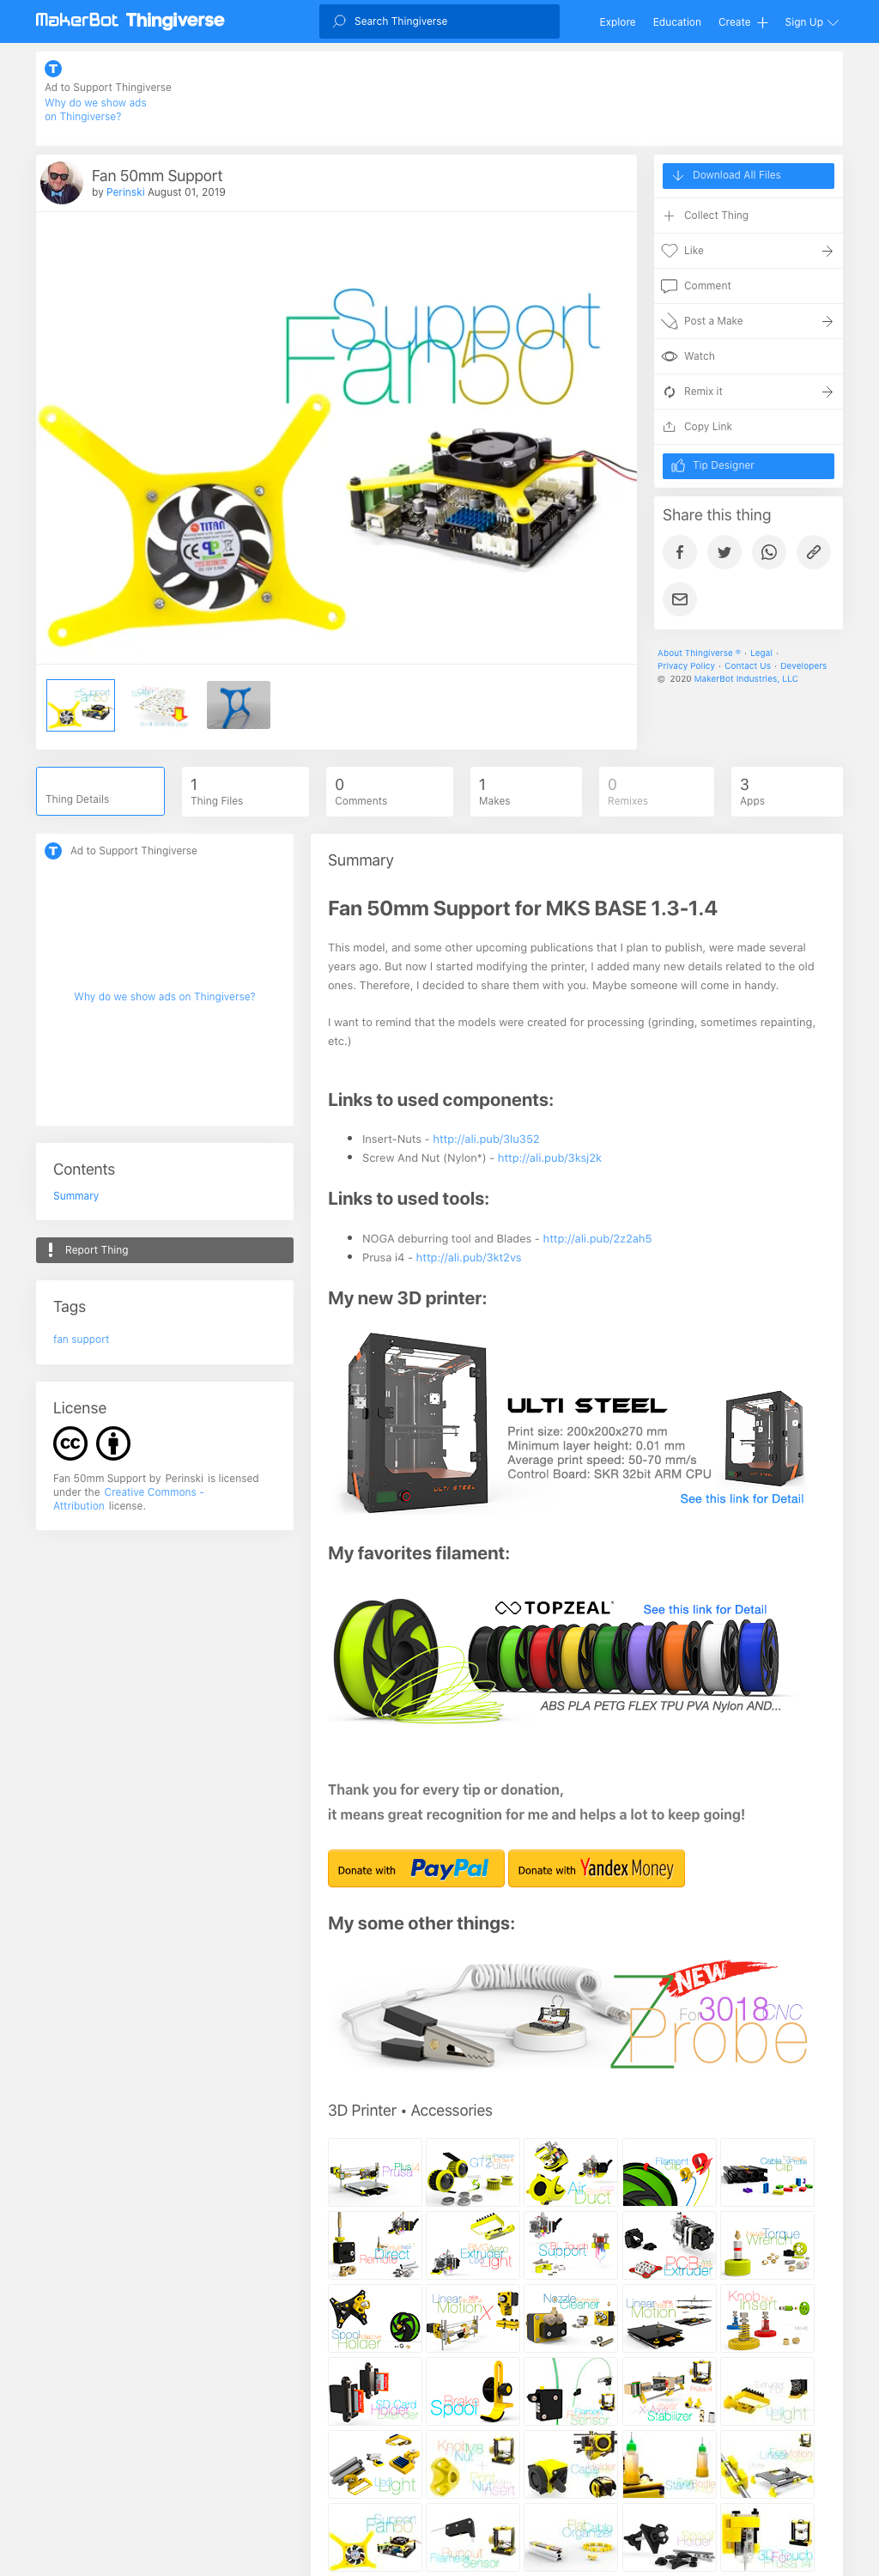 MakerBot Thingiverse
Search Thingiverse
Explore
Education
Create
Sign Up
Ad to Support Thingiverse
Why do we show ads
on Thingiverse?
Fan 50mm Support
by Perinski August 01, 2019
Support
Fan50
TITAN
Download All Files
Collect Thing
Like
Comment
Post a Make
Watch
Remix it
Copy Link
Tip Designer
Share this thing
About Thingiverse ® · Legal ·
Privacy Policy · Contact Us · Developers
© 2020 MakerBot Industries, LLC
Thing Details
1
Thing Files
0
Comments
1
Makes
0
Remixes
3
Apps
Ad to Support Thingiverse
Why do we show ads on Thingiverse?
Contents
Summary
Report Thing
Tags
fan support
License
Fan 50mm Support by Perinski is licensed
under the Creative Commons -
Attribution license.
Summary
Fan 50mm Support for MKS BASE 1.3-1.4
This model, and some other upcoming publications that I plan to publish, were made several
years ago. But now I started modifying the printer, I added many new details related to the old
ones. Therefore, I decided to share them with you. Maybe someone will come in handy.
I want to remind that the models were created for processing (grinding, sometimes repainting,
etc.)
Links to used components:
Insert-Nuts - http://ali.pub/3lu352
Screw And Nut (Nylon*) - http://ali.pub/3ksj2k
Links to used tools:
NOGA deburring tool and Blades - http://ali.pub/2z2ah5
Prusa i4 - http://ali.pub/3kt2vs
My new 3D printer:
ULTI STEEL
Print size: 200x200x270 mm
Minimum layer height: 0.01 mm
Average print speed: 50-70 mm/s
Control Board: SKR 32bit ARM CPU
See this link for Detail
ULTI STEEL
My favorites filament:
TOPZEAL
See this link for Detail
ABS PLA PETG FLEX TPU PVA Nylon AND...
Thank you for every tip or donation,
it means great recognition for me and helps a lot to keep going!
Donate with PayPal
Donate with Yandex Money
My some other things:
NEW
For 3018 CNC
Z Probe
3D Printer • Accessories
Plus
Prusa i4
GT2
Pulley
Air
Duct
Filament
Clip
Cable
Clip
Direct
Remote
Extruder
Light
Touch
Support
PCB
Extruder
Torque
Wrench
Spool
Holder
Linear
Motion X
Nozzle
Cleaner
Linear
Motion
Knob
Insert
SD Card
Holder
Brake
Spool
Filament
Sensor
Stabilizer
Light
Light
Knob M8
Nut
Nut Insert
Stand
Bottle
Linear
Support
Fan50
Runout
Filament Sensor
Cable
Organizer
Holder
3D Touch
Prusa i4